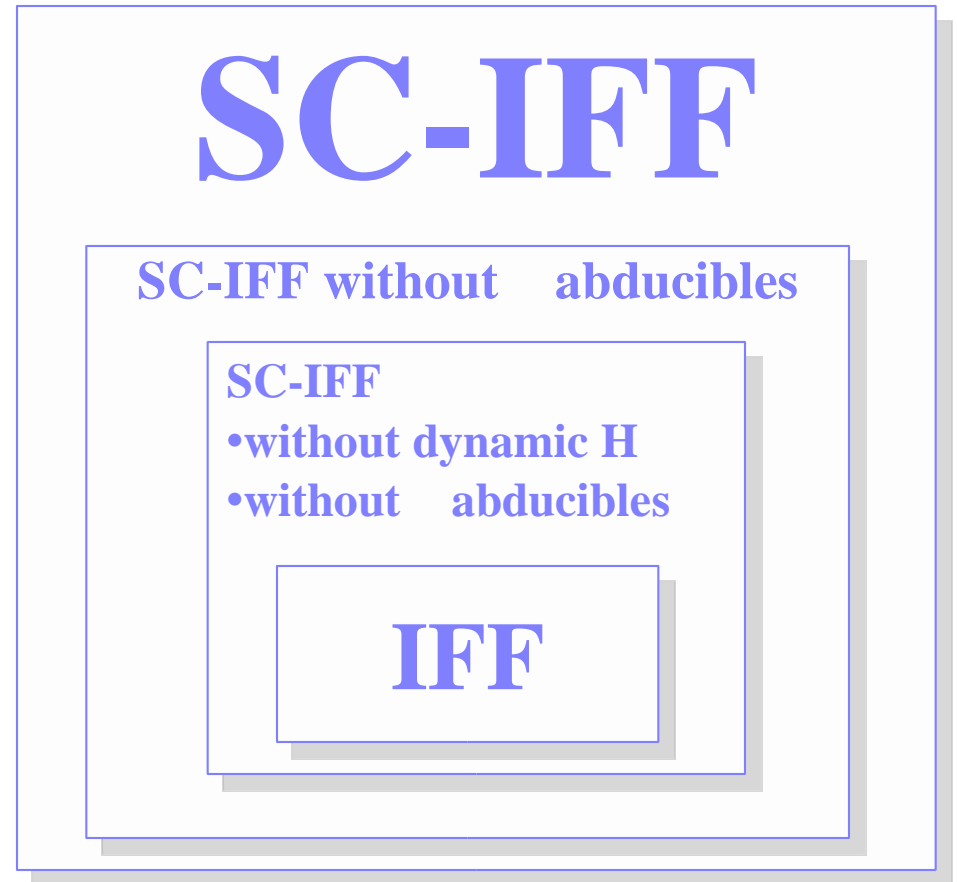 SC-IFF
SC-IFF without abducibles
SC-IFF
•without dynamic H
•without abducibles
IFF